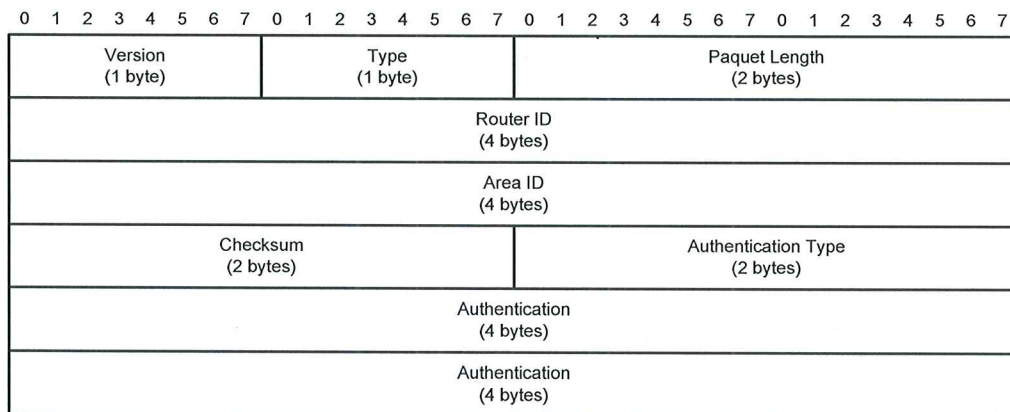 0 1 2 3 4 5 6 7 0 1 2 3 4 5 6 7 0 1 2 3 4 5 6 7 0 1 2 3 4 5 6 7
Version Type Paquet Length
(1 byte) (1 byte) (2 bytes)
Router ID
(4 bytes)
Area ID
(4 bytes)
Checksum Authentication Type
(2 bytes) (2 bytes)
Authentication
(4 bytes)
Authentication
(4 bytes)